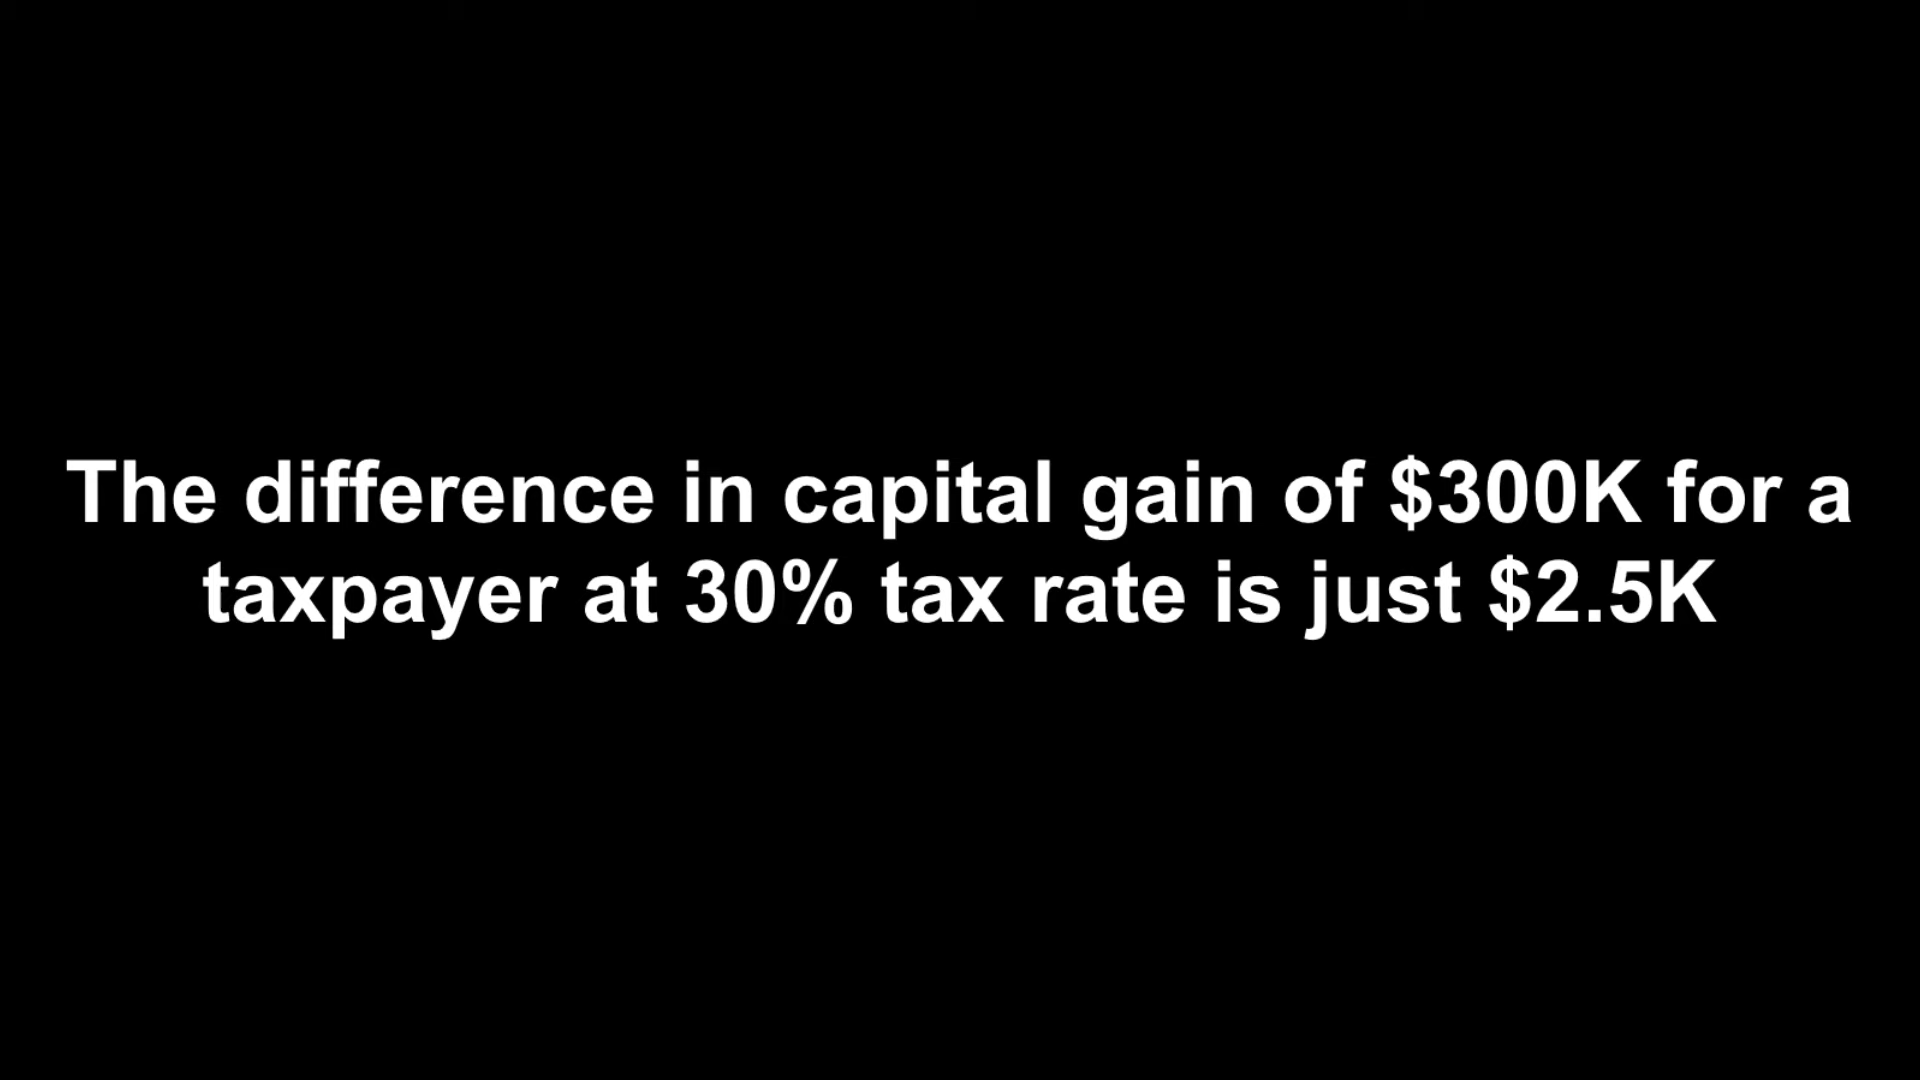 The difference in capital gain of $300K for a
taxpayer at 30% tax rate is just $2.5K